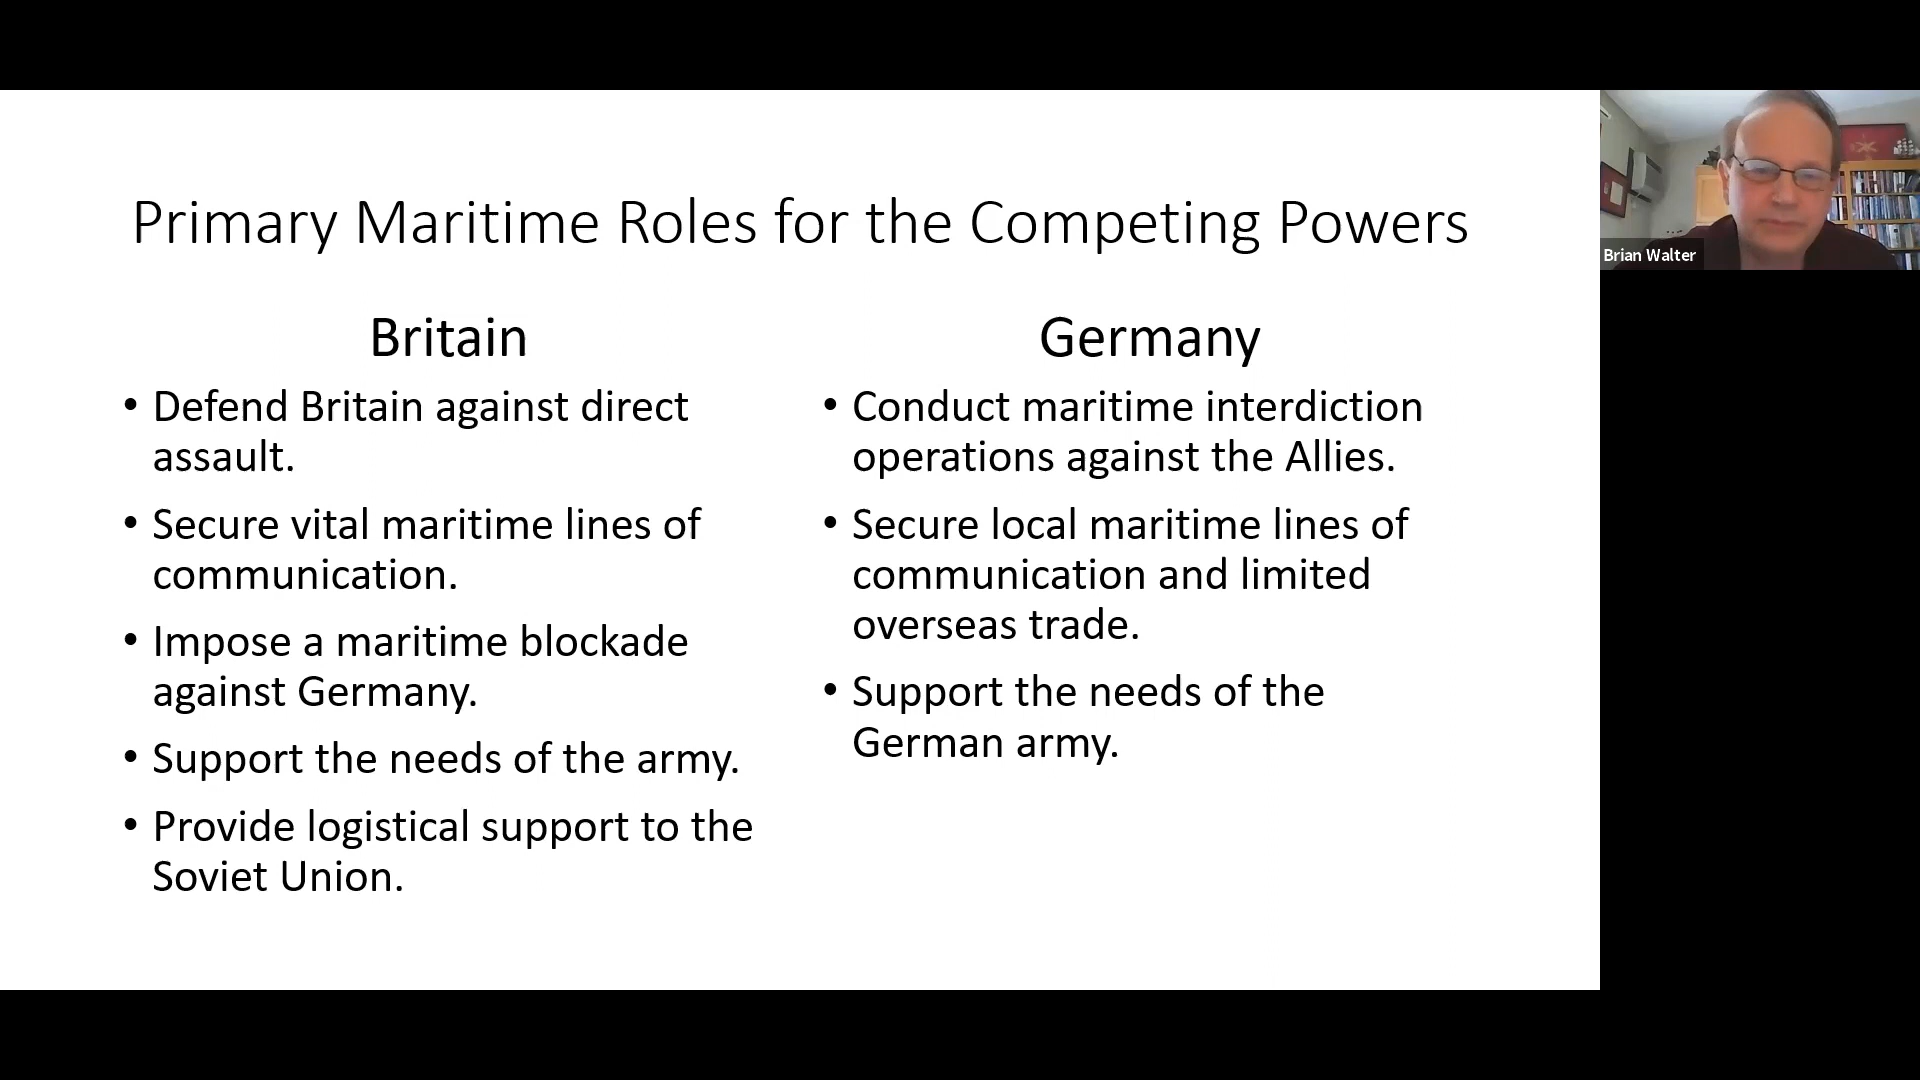 Primary Maritime Roles for the Competing Powers
Britain
• Defend Britain against direct
assault.
• Secure vital maritime lines of
communication.
• Impose a maritime blockade
against Germany.
• Support the needs of the army.
• Provide logistical support to the
Soviet Union.
Germany
• Conduct maritime interdiction
operations against the Allies.
• Secure local maritime lines of
communication and limited
overseas trade.
• Support the needs of the
German army.
Brian Walter